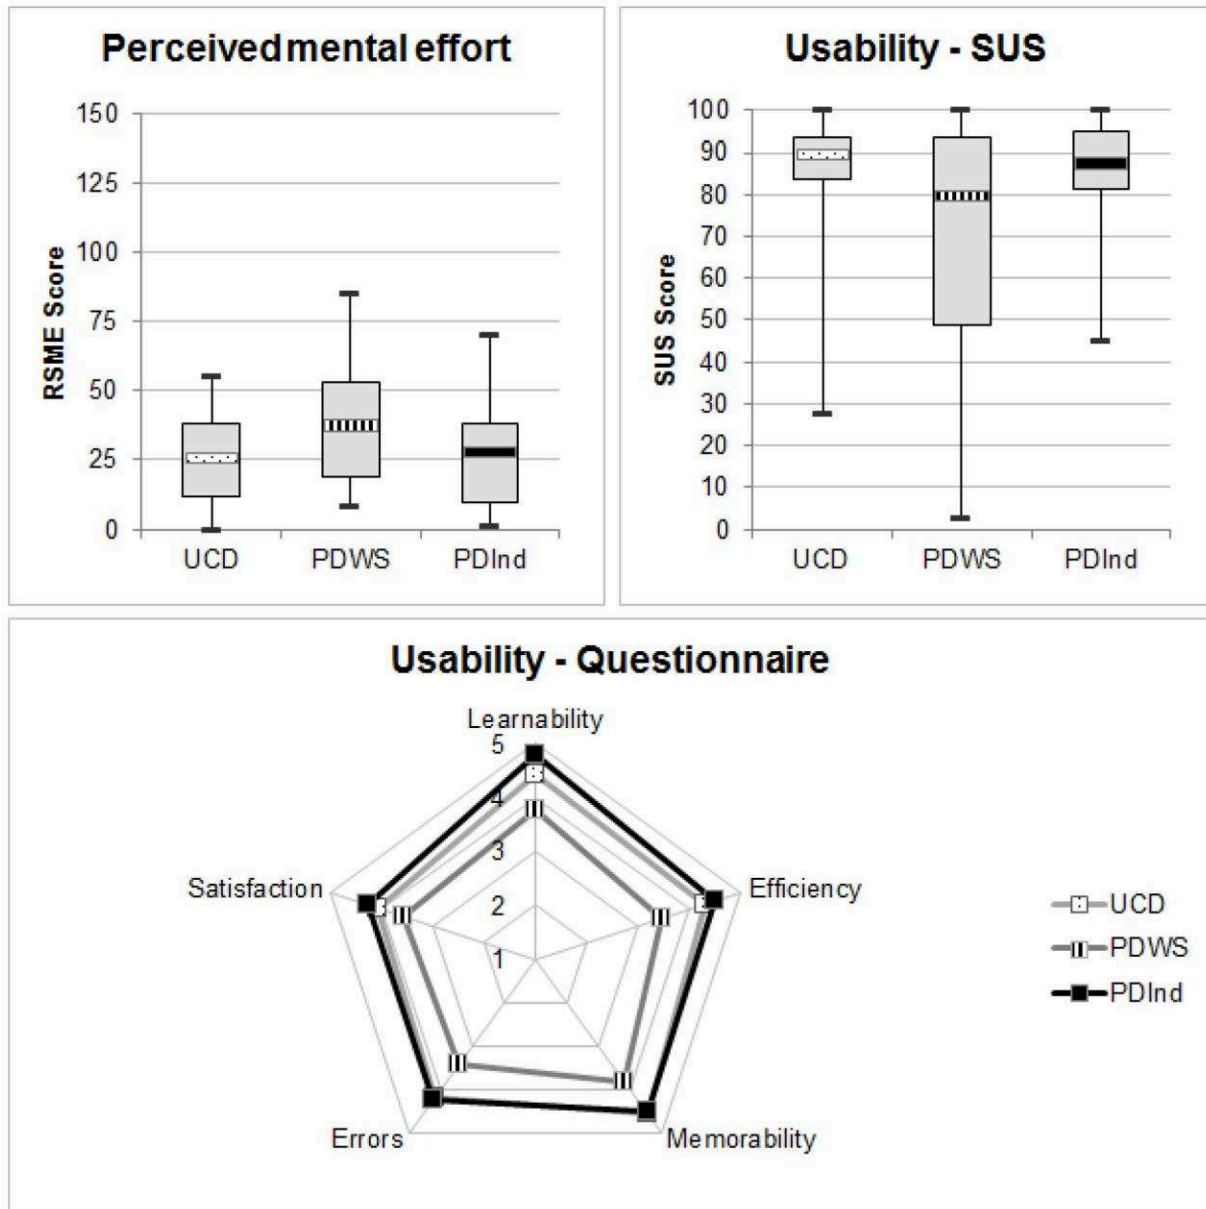 Perceived mental effort
150
125
100
75
50
25
0
RSME Score
UCD PDWS PDInd
Usability - SUS
100
90
80
70
60
50
40
30
20
10
0
SUS Score
UCD PDWS PDInd
Usability - Questionnaire
Learnability
5
4
3
2
1
Satisfaction
Efficiency
Errors
Memorability
UCD
PDWS
PDInd